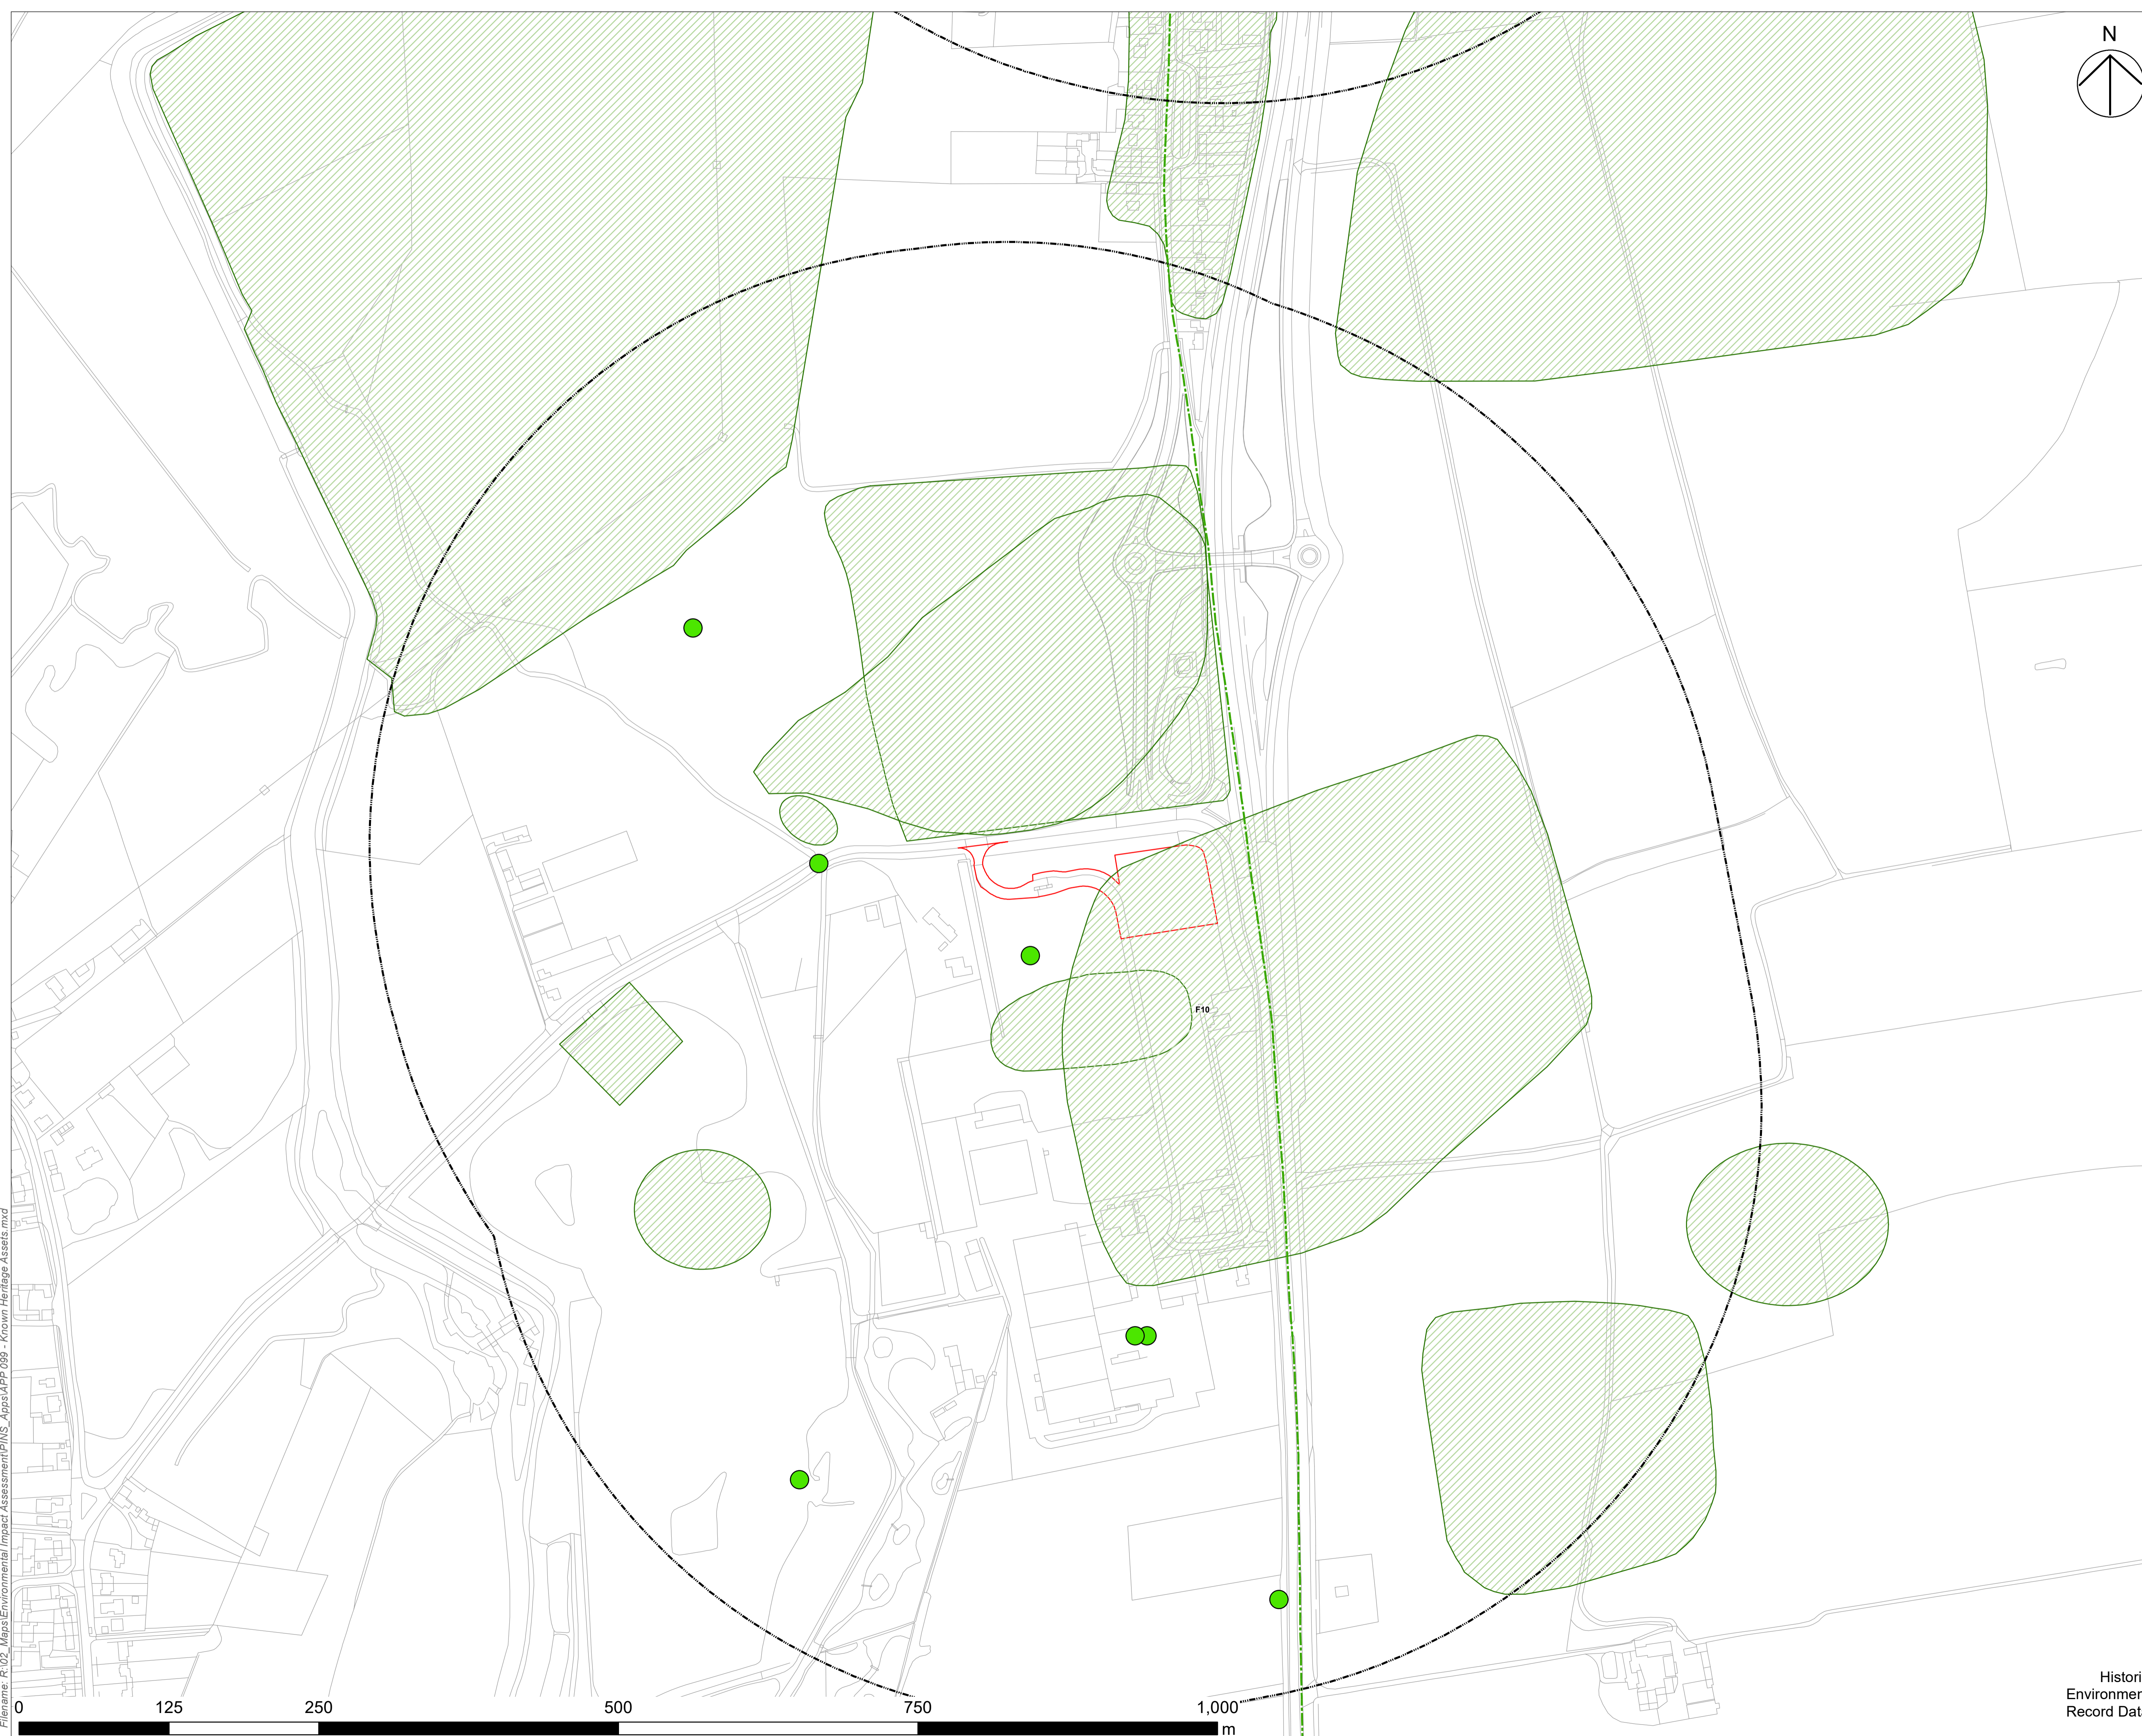 N
F10
Filename: R:\02_Maps\Environmental Impact Assessment\PINS_Apps\APP 099 - Known Heritage Assets.mxd
0 125 250 500 750 1,000
m
Histori
Environmen
Record Dat